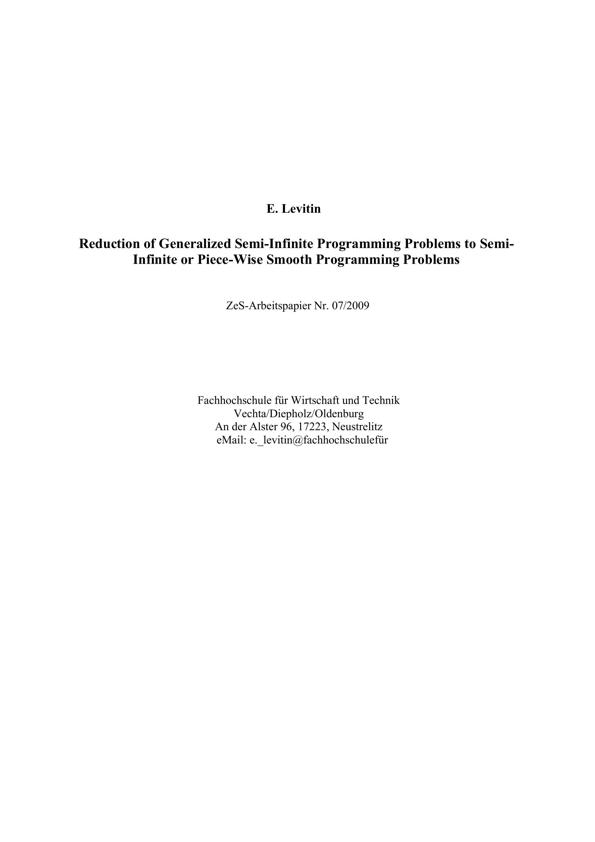 E. Levitin
Reduction of Generalized Semi-Infinite Programming Problems to Semi-
Infinite or Piece-Wise Smooth Programming Problems
ZeS-Arbeitspapier Nr. 07/2009
Fachhochschule für Wirtschaft und Technik
Vechta/Diepholz/Oldenburg
An der Alster 96, 17223, Neustrelitz
eMail: e._levitin@fachhochschulefür